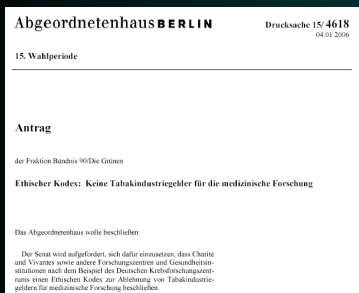 Abgeordnetenhaus BERLIN
Drucksache 15/ 4618
04.01.2006
15. Wahlperiode
Antrag
der Fraktion Bündnis 90/Die Grünen
Ethischer Kodex: Keine Tabakindustriegelder für die medizinische Forschung
Das Abgeordnetenhaus wolle beschließen:
Der Senat wird aufgefordert, sich dafür einzusetzen, dass Charité
und Vivantes sowie andere Forschungszentren und Gesundheitsin-
stitutionen nach dem Beispiel des Deutschen Krebsforschungszent-
rums einen Ethischen Kodex zur Ablehnung von Tabakindustrie-
geldern für medizinische Forschung beschließen.